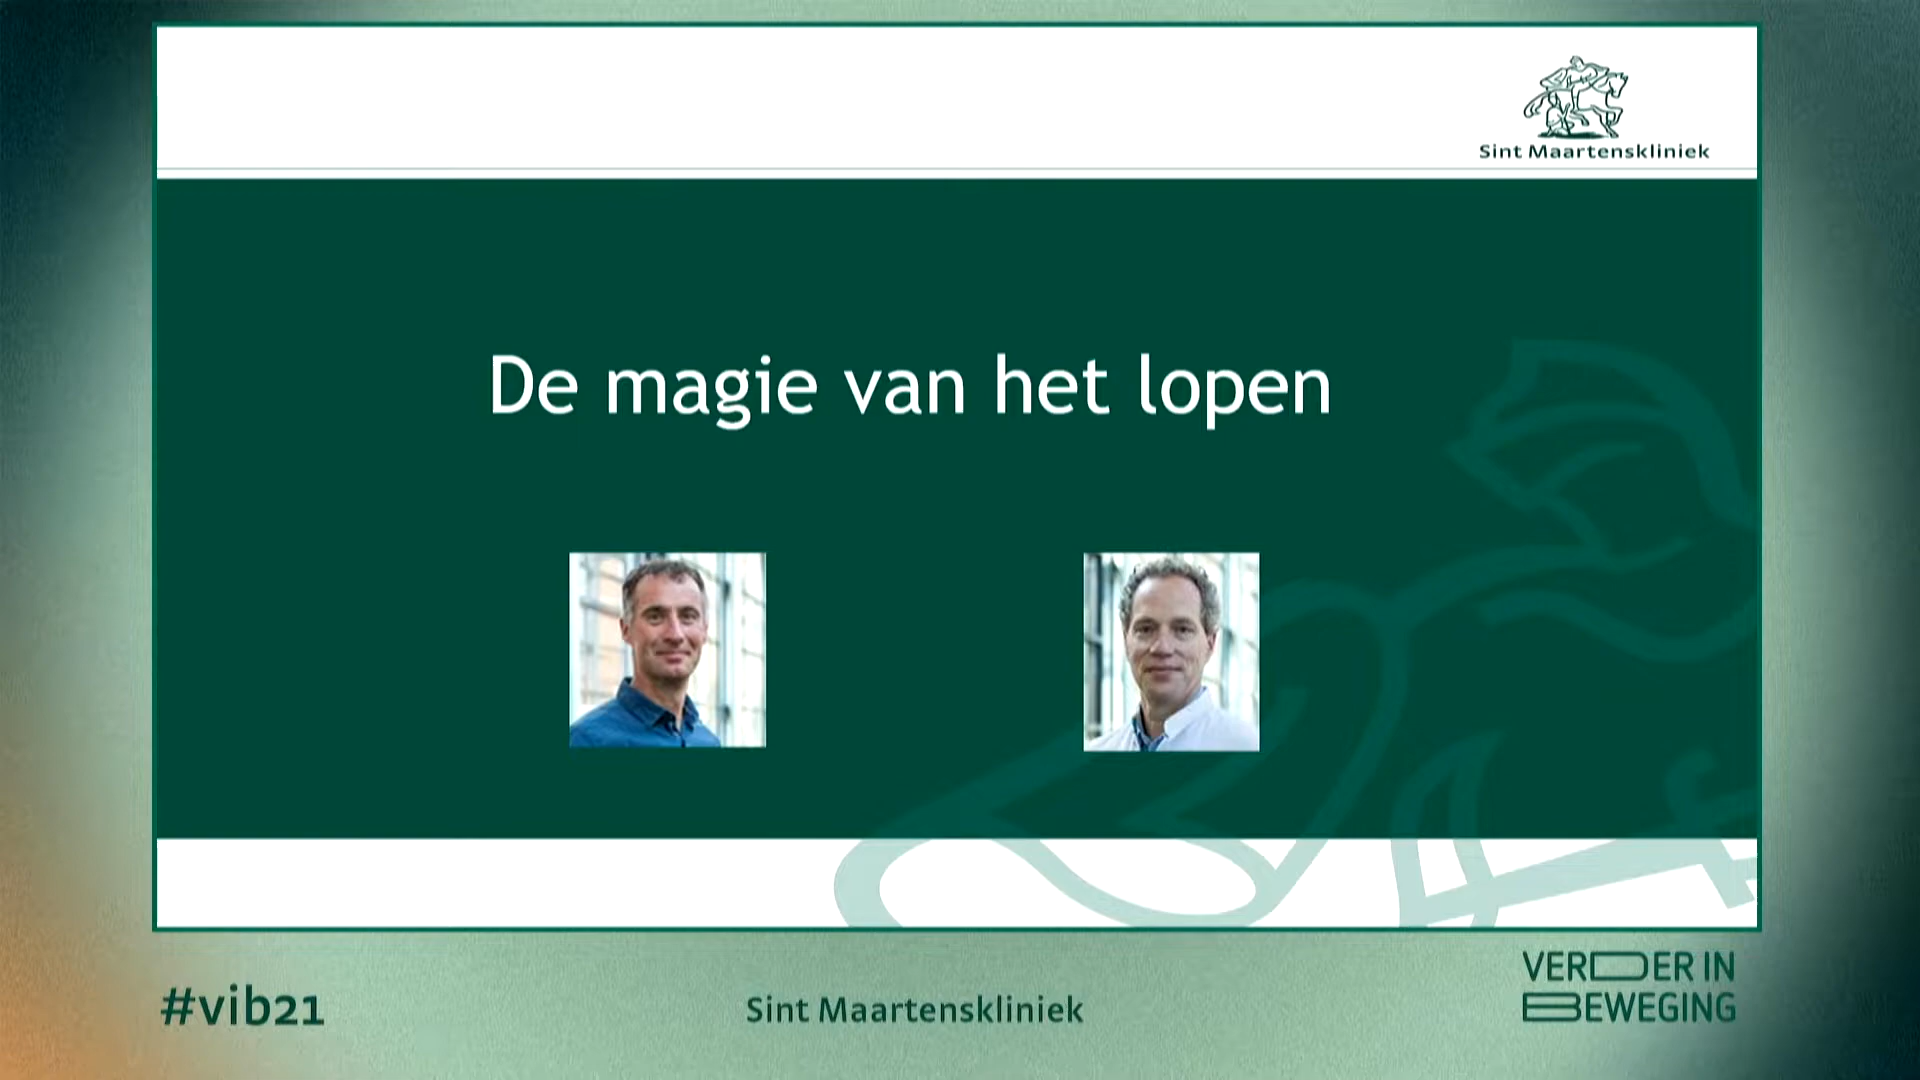 Sint Maartenskliniek
De magie van het lopen
#vib21
Sint Maartenskliniek
VERDER IN
BEWEGING